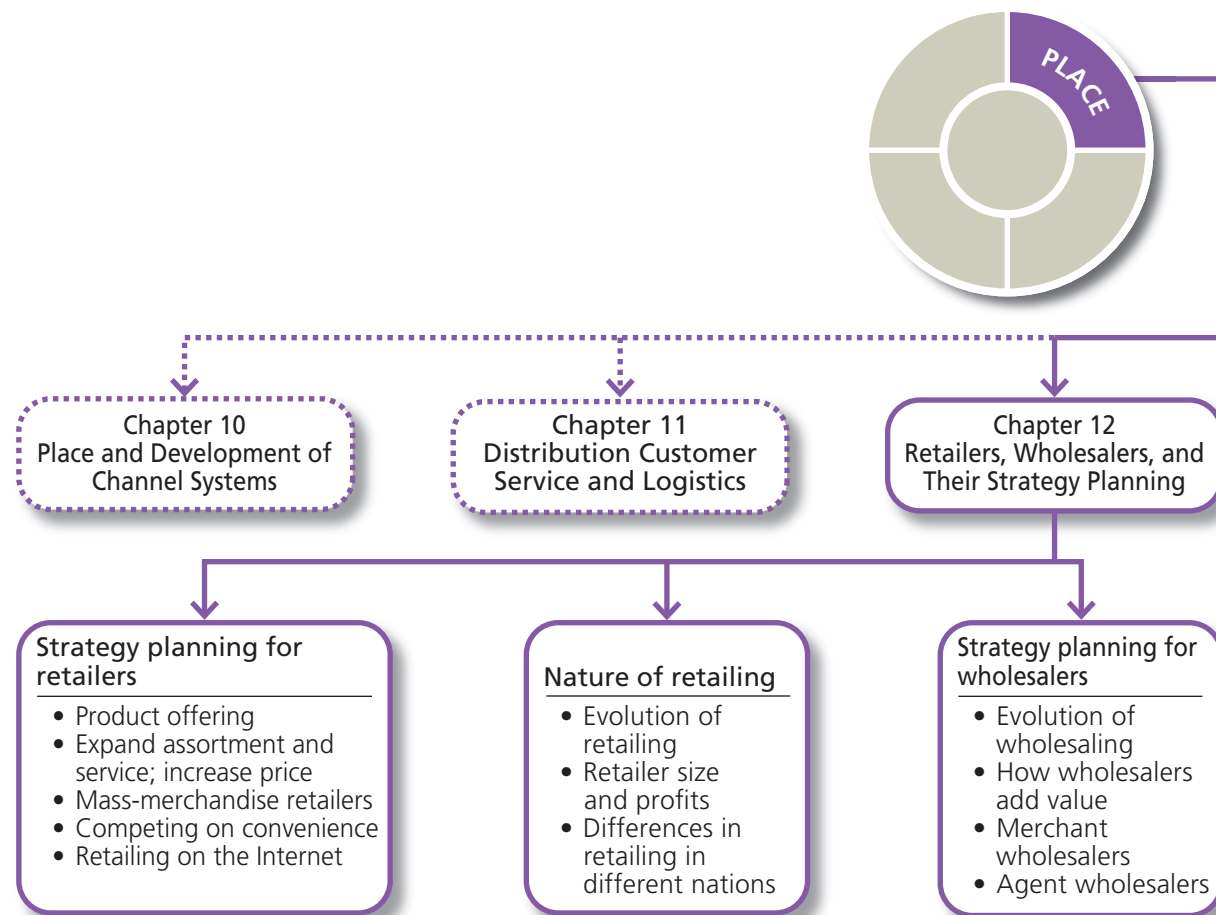 PLACE
Chapter 10
Place and Development of
Channel Systems
Chapter 11
Distribution Customer
Service and Logistics
Chapter 12
Retailers, Wholesalers, and
Their Strategy Planning
Strategy planning for
retailers
• Product offering
• Expand assortment and
service; increase price
• Mass-merchandise retailers
• Competing on convenience
• Retailing on the Internet
Nature of retailing
• Evolution of
retailing
• Retailer size
and profits
• Differences in
retailing in
different nations
Strategy planning for
wholesalers
• Evolution of
wholesaling
• How wholesalers
add value
• Merchant
wholesalers
• Agent wholesalers